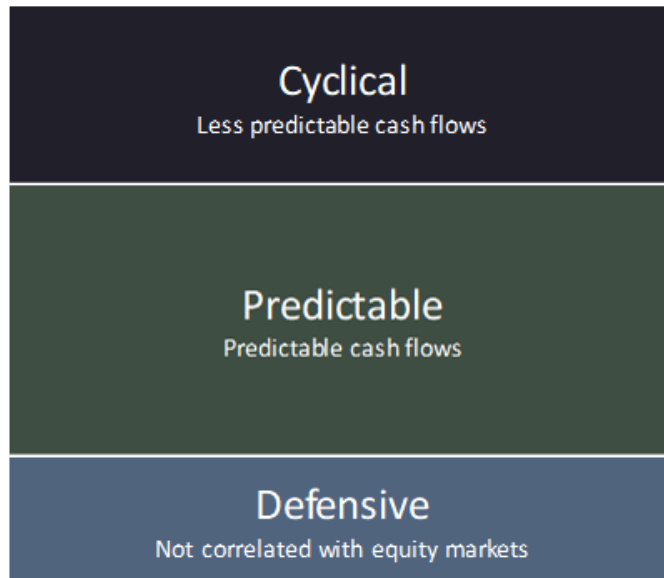 Cyclical
Less predictable cash flows
Predictable
Predictable cash flows
Defensive
Not correlated with equity markets